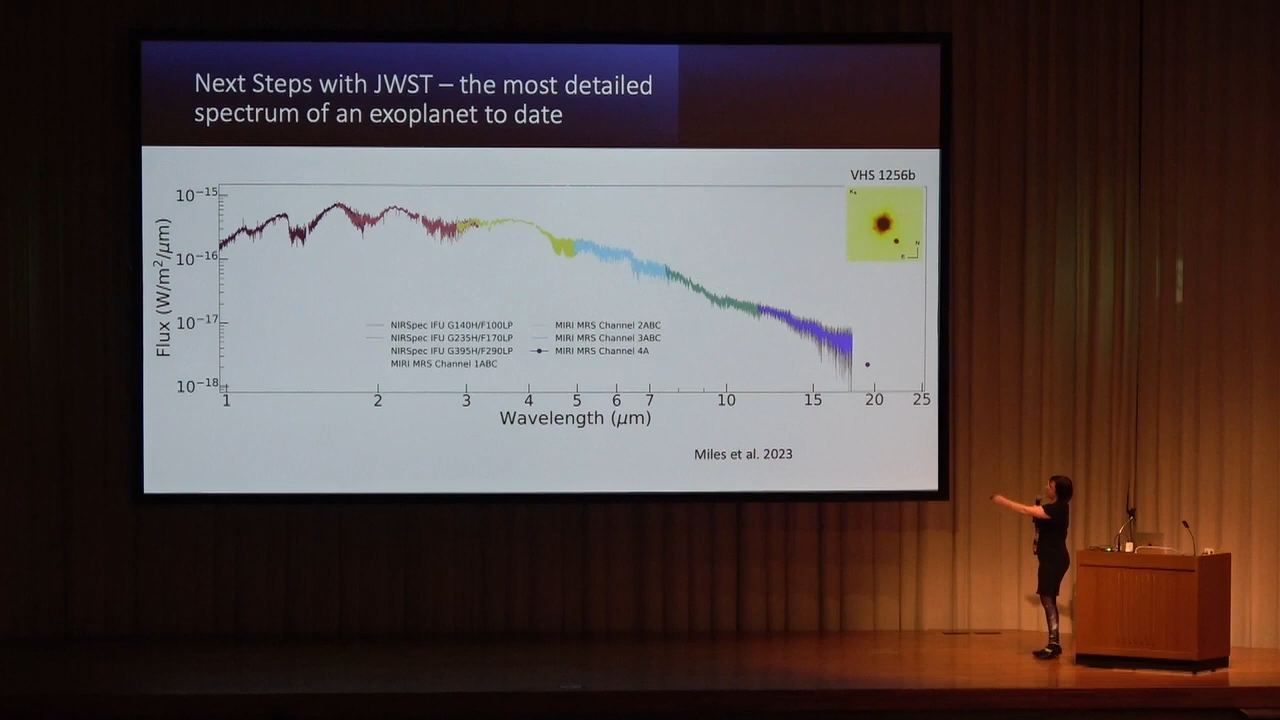 Next Steps with JWST – the most detailed
spectrum of an exoplanet to date
VHS 1256b
Ks
N
E
Flux (W/m²/μm)
10⁻¹⁵
10⁻¹⁶
10⁻¹⁷
10⁻¹⁸
NIRSpec IFU G140H/F100LP
NIRSpec IFU G235H/F170LP
NIRSpec IFU G395H/F290LP
MIRI MRS Channel 1ABC
MIRI MRS Channel 2ABC
MIRI MRS Channel 3ABC
MIRI MRS Channel 4A
1 2 3 4 5 6 7 10 15 20 25
Wavelength (μm)
Miles et al. 2023